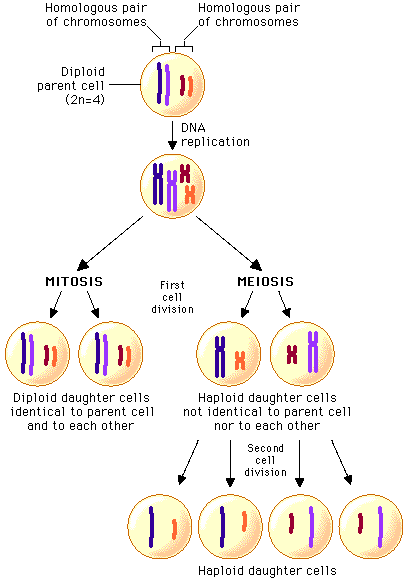 Homologous pair
of chromosomes
Homologous pair
of chromosomes
Diploid
parent cell
(2n=4)
DNA
replication
MITOSIS
First
cell
division
MEIOSIS
Diploid daughter cells
identical to parent cell
and to each other
Haploid daughter cells
not identical to parent cell
nor to each other
Second
cell
division
Haploid daughter cells